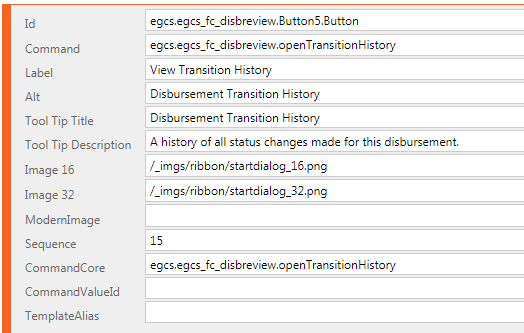 Id egcs.egcs_fc_disbreview.Button5.Button
Command egcs.egcs_fc_disbreview.openTransitionHistory
Label View Transition History
Alt Disbursement Transition History
Tool Tip Title Disbursement Transition History
Tool Tip Description A history of all status changes made for this disbursement.
Image 16 /_imgs/ribbon/startdialog_16.png
Image 32 /_imgs/ribbon/startdialog_32.png
ModernImage
Sequence 15
CommandCore egcs.egcs_fc_disbreview.openTransitionHistory
CommandValueId
TemplateAlias